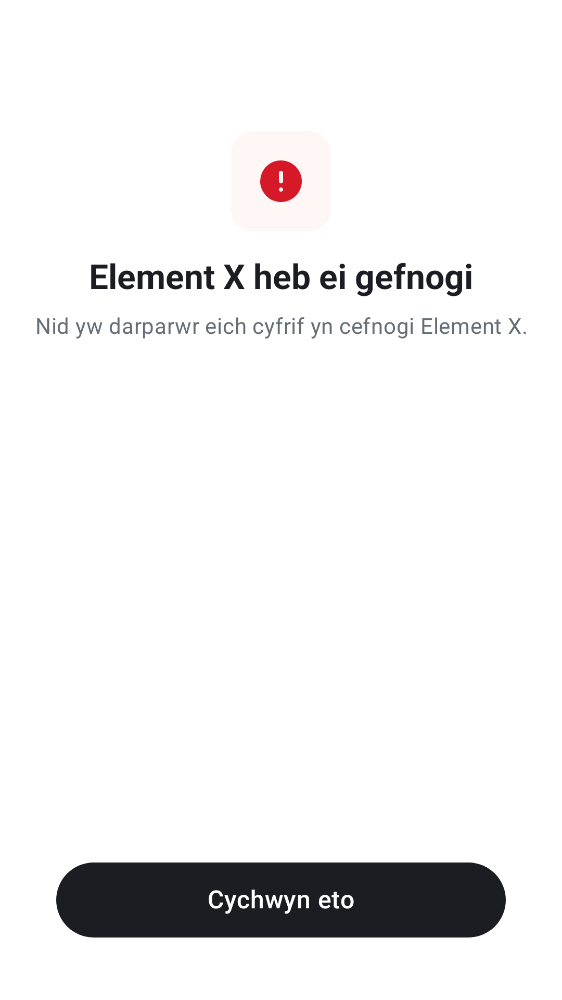 Element X heb ei gefnogi
Nid yw darparwr eich cyfrif yn cefnogi Element X.
Cychwyn eto